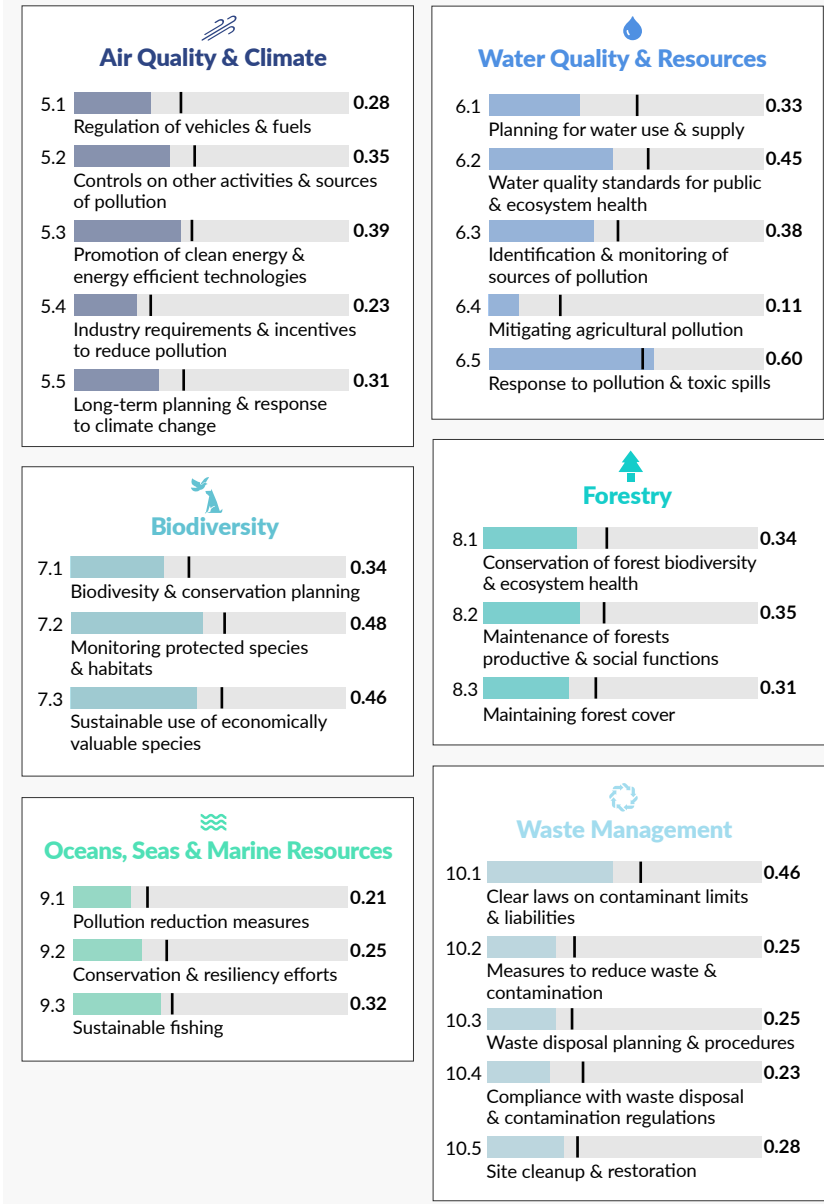 Air Quality & Climate
5.1 0.28
Regulation of vehicles & fuels
5.2 0.35
Controls on other activities & sources
of pollution
5.3 0.39
Promotion of clean energy &
energy efficient technologies
5.4 0.23
Industry requirements & incentives
to reduce pollution
5.5 0.31
Long-term planning & response
to climate change
Water Quality & Resources
6.1 0.33
Planning for water use & supply
6.2 0.45
Water quality standards for public
& ecosystem health
6.3 0.38
Identification & monitoring of
sources of pollution
6.4 0.11
Mitigating agricultural pollution
6.5 0.60
Response to pollution & toxic spills
Biodiversity
7.1 0.34
Biodivesity & conservation planning
7.2 0.48
Monitoring protected species
& habitats
7.3 0.46
Sustainable use of economically
valuable species
Forestry
8.1 0.34
Conservation of forest biodiversity
& ecosystem health
8.2 0.35
Maintenance of forests
productive & social functions
8.3 0.31
Maintaining forest cover
Oceans, Seas & Marine Resources
9.1 0.21
Pollution reduction measures
9.2 0.25
Conservation & resiliency efforts
9.3 0.32
Sustainable fishing
Waste Management
10.1 0.46
Clear laws on contaminant limits
& liabilities
10.2 0.25
Measures to reduce waste &
contamination
10.3 0.25
Waste disposal planning & procedures
10.4 0.23
Compliance with waste disposal
& contamination regulations
10.5 0.28
Site cleanup & restoration